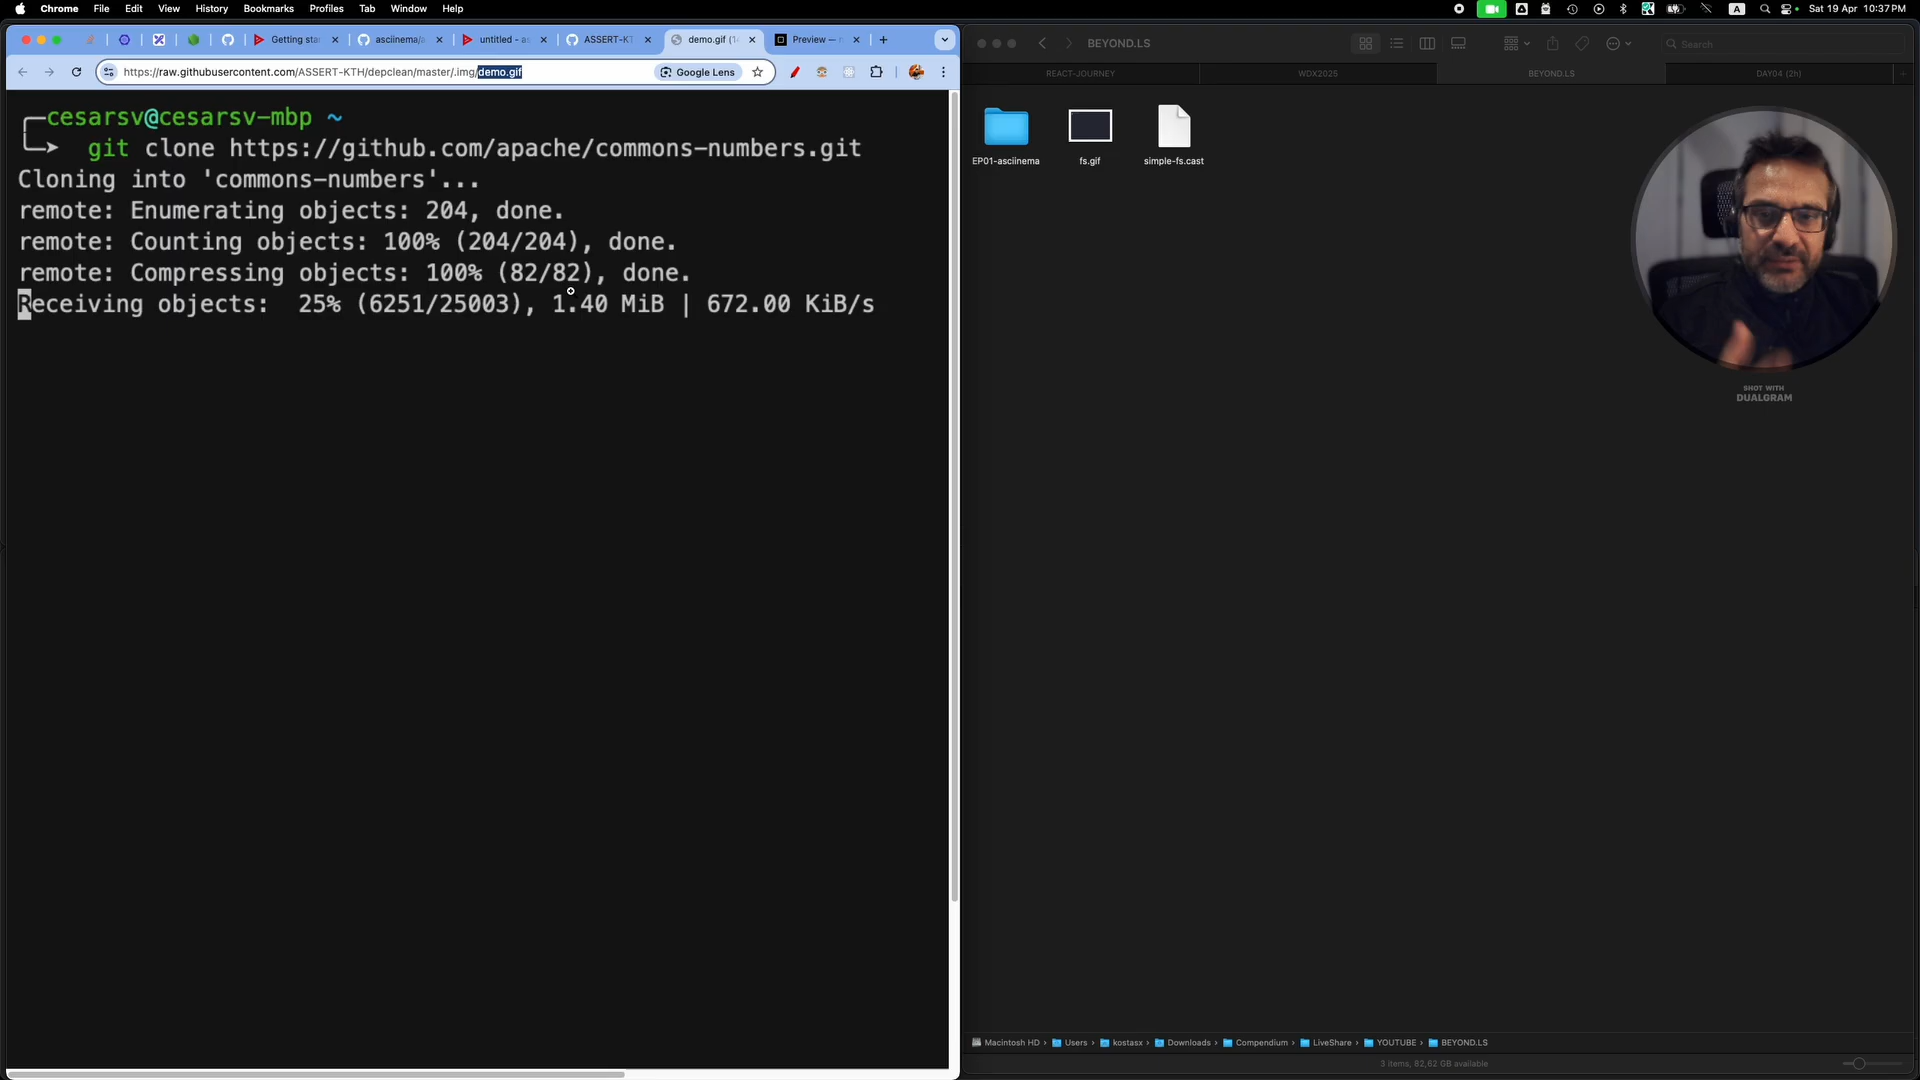 Chrome File Edit View History Bookmarks Profiles Tab Window Help
A
Sat 19 Apr 10:37PM
Getting sta
asciinema/a
untitled - as
ASSERT-KT
demo.gif (1
Preview — n
https://raw.githubusercontent.com/ASSERT-KTH/depclean/master/.img/demo.gif
Google Lens
cesarsv@cesarsv-mbp ~
git clone https://github.com/apache/commons-numbers.git
Cloning into 'commons-numbers'...
remote: Enumerating objects: 204, done.
remote: Counting objects: 100% (204/204), done.
remote: Compressing objects: 100% (82/82), done.
Receiving objects:  25% (6251/25003), 1.40 MiB | 672.00 KiB/s
BEYOND.LS
Search
REACT-JOURNEY
WDX2025
BEYOND.LS
DAY04 (2h)
EP01-asciinema
fs.gif
simple-fs.cast
SHOT WITH
DUALGRAM
Macintosh HD › Users › kostasx › Downloads › Compendium › LiveShare › YOUTUBE › BEYOND.LS
3 items, 82,62 GB available